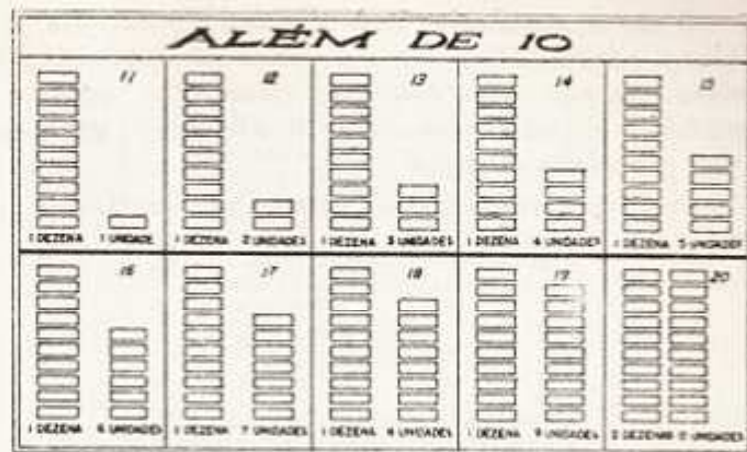 ALÉM DE 10
11
1 DEZENA 1 UNIDADE
12
1 DEZENA 2 UNIDADES
13
1 DEZENA 3 UNIDADES
14
1 DEZENA 4 UNIDADES
15
1 DEZENA 5 UNIDADES
16
1 DEZENA 6 UNIDADES
17
1 DEZENA 7 UNIDADES
18
1 DEZENA 8 UNIDADES
19
1 DEZENA 9 UNIDADES
20
2 DEZENAS 0 UNIDADES